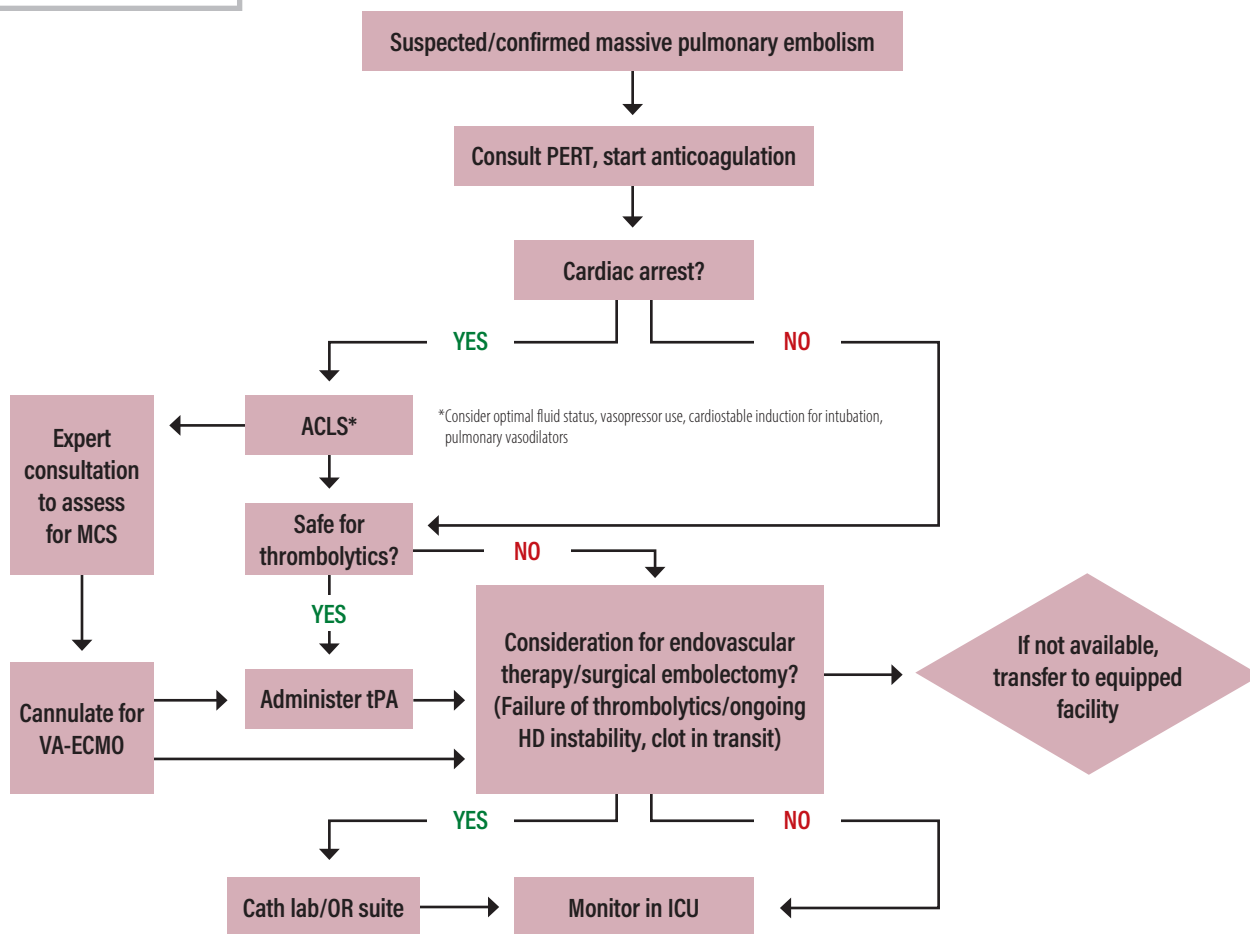 Suspected/confirmed massive pulmonary embolism
Consult PERT, start anticoagulation
Cardiac arrest?
YES
NO
ACLS*
*Consider optimal fluid status, vasopressor use, cardiostable induction for intubation,
pulmonary vasodilators
Expert
consultation
to assess
for MCS
Safe for
thrombolytics?
NO
YES
Consideration for endovascular
therapy/surgical embolectomy?
(Failure of thrombolytics/ongoing
HD instability, clot in transit)
If not available,
transfer to equipped
facility
Cannulate for
VA-ECMO
Administer tPA
YES
NO
Cath lab/OR suite
Monitor in ICU